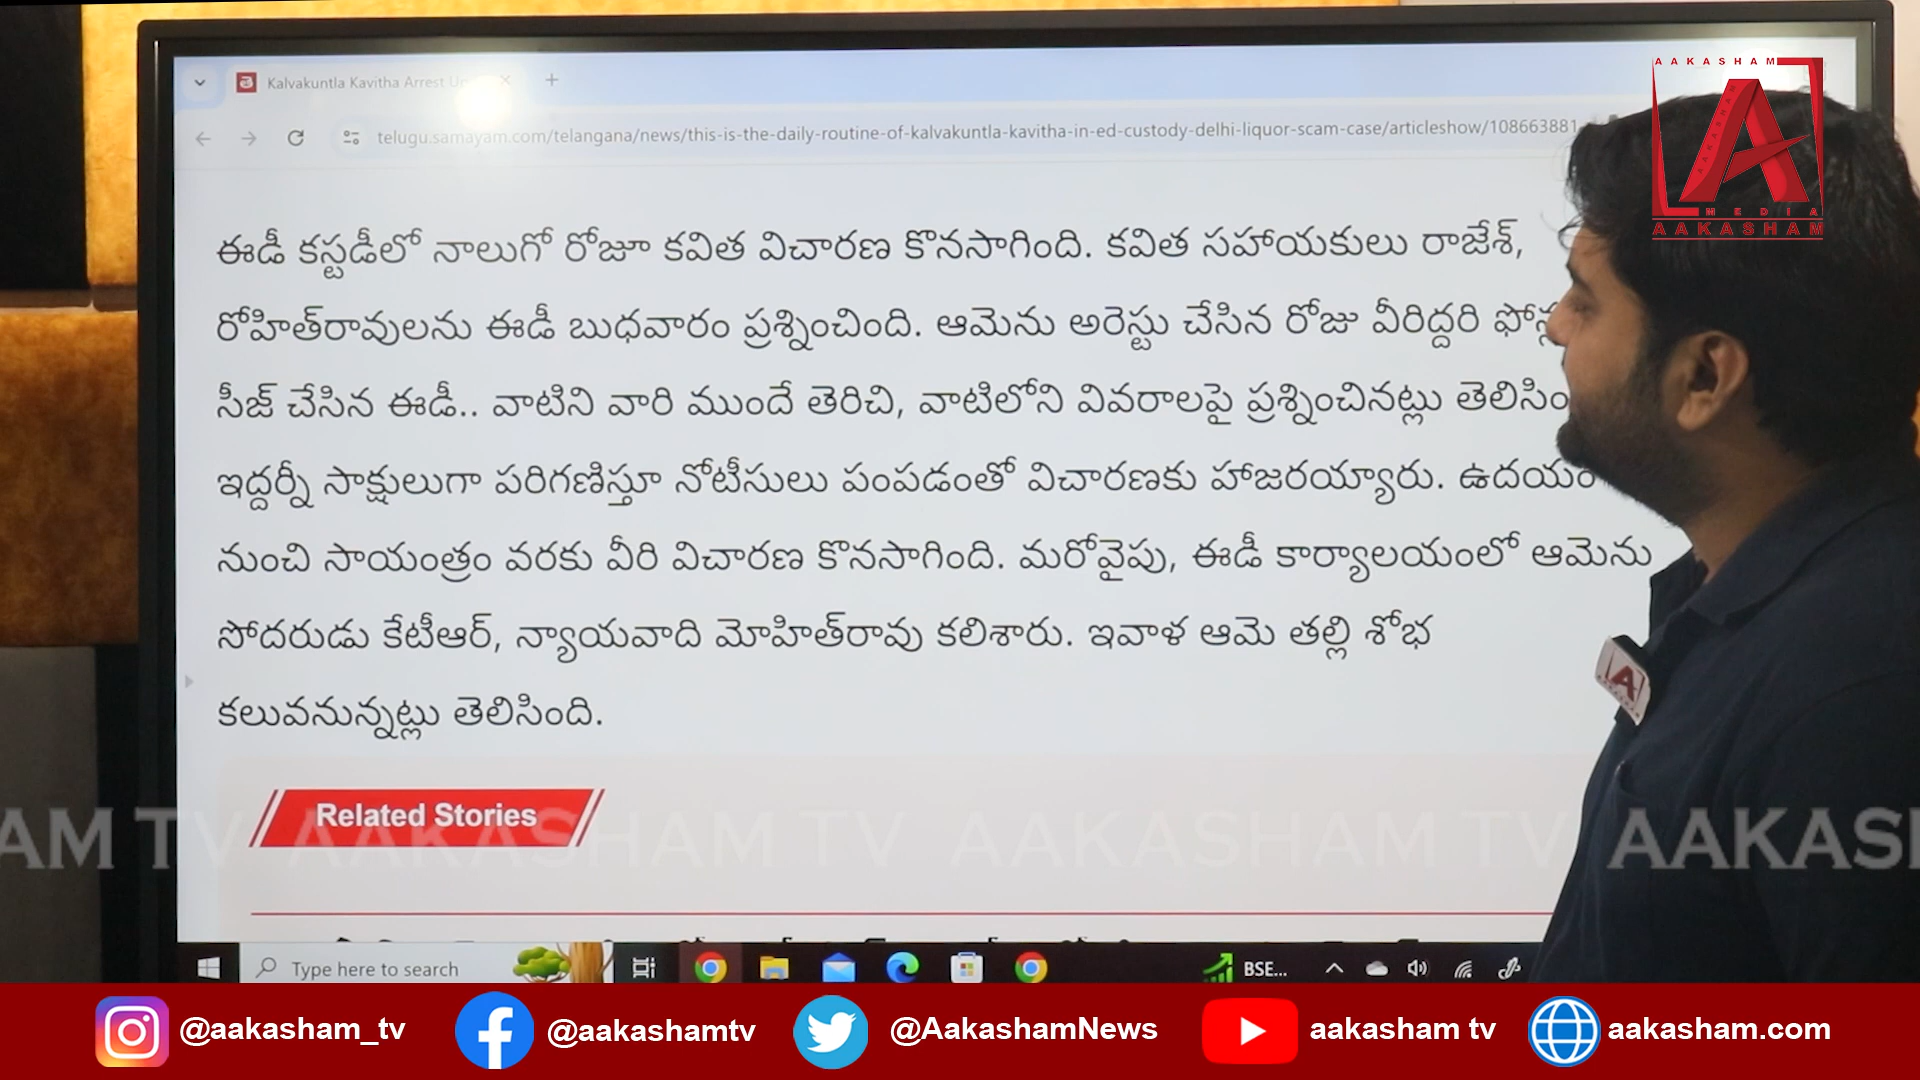 Kalvakuntla Kavitha Arrest
telugu.samayam.com/telangana/news/this-is-the-daily-routine-of-kalvakuntla-kavitha-in-ed-custody-delhi-liquor-scam-case/articleshow/108663881
AAKASHAM
A
MEDIA
AAKASHAM
ఈడీ కస్టడీలో నాలుగో రోజూ కవిత విచారణ కొనసాగింది. కవిత సహాయకులు రాజేశ్,
రోహిత్‌రావులను ఈడీ బుధవారం ప్రశ్నించింది. ఆమెను అరెస్టు చేసిన రోజు వీరిద్దరి
సీజ్ చేసిన ఈడీ.. వాటిని వారి ముందే తెరిచి, వాటిలోని వివరాలపై ప్రశ్నించినట్లు
ఇద్దర్నీ సాక్షులుగా పరిగణిస్తూ నోటీసులు పంపడంతో విచారణకు హాజరయ్యారు. ఉదయం
నుంచి సాయంత్రం వరకు వీరి విచారణ కొనసాగింది. మరోవైపు, ఈడీ కార్యాలయంలో ఆమెను
సోదరుడు కేటీఆర్, న్యాయవాది మోహిత్‌రావు కలిశారు. ఇవాళ ఆమె తల్లి శోభ
కలువనున్నట్లు తెలిసింది.
Related Stories
AM TV AAKASHAM TV AAKASHAM TV AAKAS
Type here to search
BSE...
@aakasham_tv
@aakashamtv
@AakashamNews
aakasham tv
aakasham.com